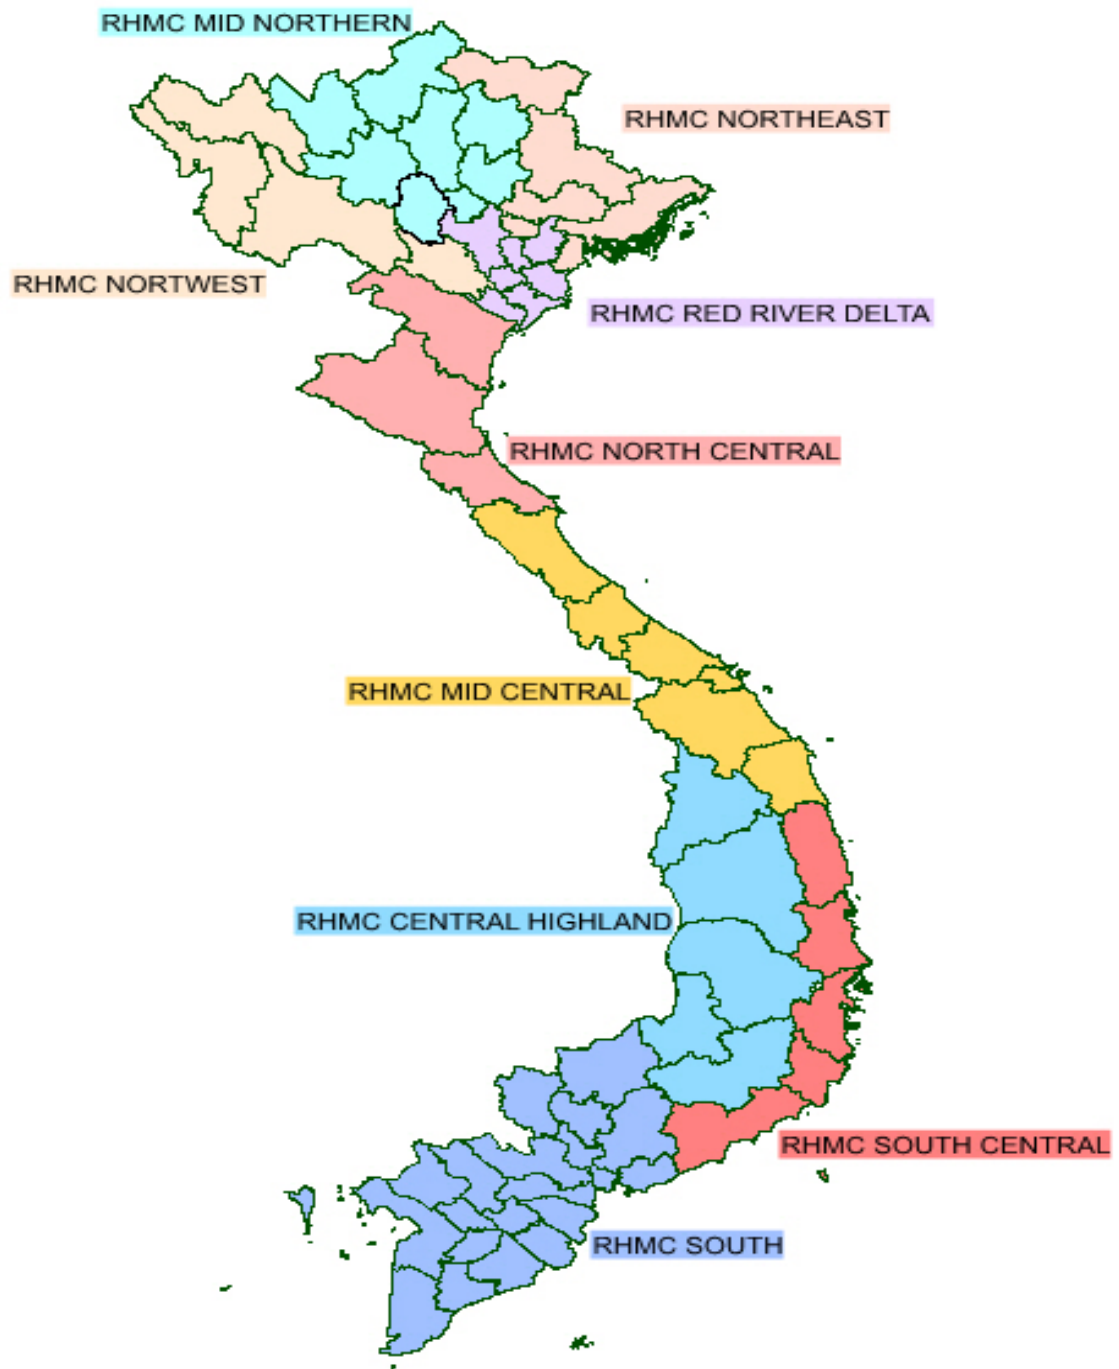 RHMC MID NORTHERN
RHMC NORTHEAST
RHMC NORTWEST
RHMC RED RIVER DELTA
RHMC NORTH CENTRAL
RHMC MID CENTRAL
RHMC CENTRAL HIGHLAND
RHMC SOUTH CENTRAL
RHMC SOUTH